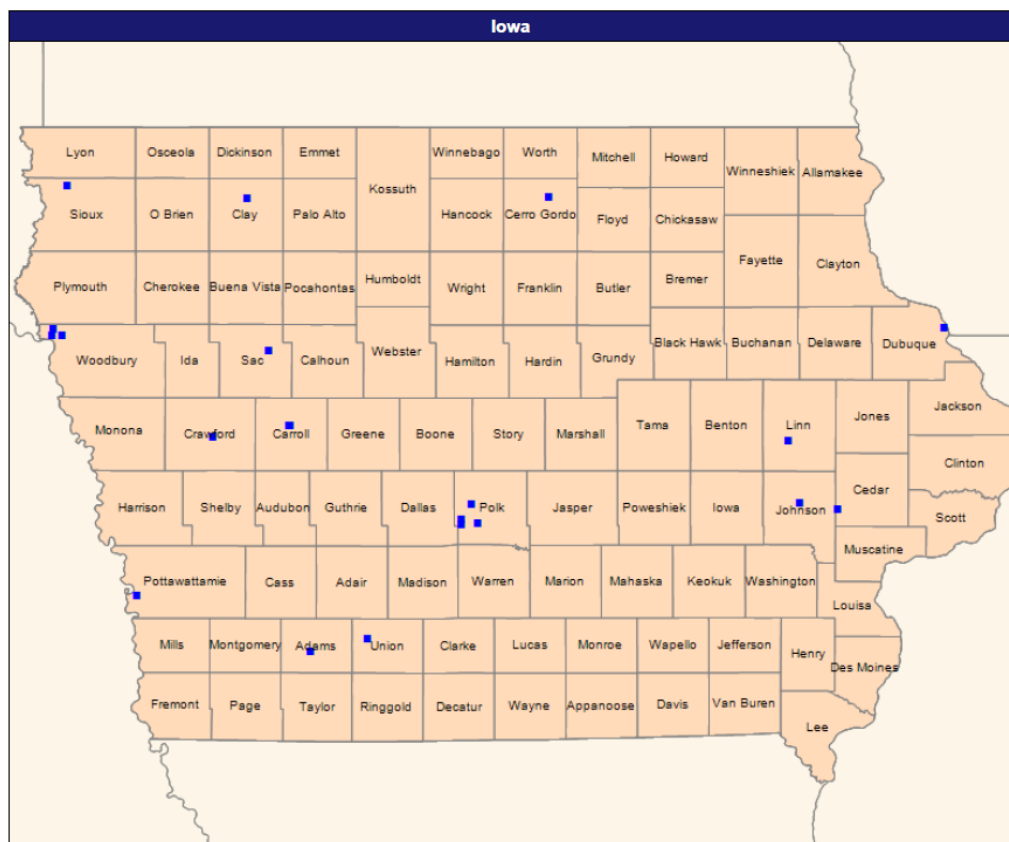 Iowa
Lyon
Osceola
Dickinson
Emmet
Winnebago
Worth
Mitchell
Howard
Winneshiek
Allamakee
Kossuth
Sioux
O Brien
Clay
Palo Alto
Hancock
Cerro Gordo
Floyd
Chickasaw
Fayette
Clayton
Plymouth
Cherokee
Buena Vista
Pocahontas
Humboldt
Wright
Franklin
Butler
Bremer
Woodbury
Ida
Sac
Calhoun
Webster
Hamilton
Hardin
Grundy
Black Hawk
Buchanan
Delaware
Dubuque
Monona
Crawford
Carroll
Greene
Boone
Story
Marshall
Tama
Benton
Linn
Jones
Jackson
Clinton
Harrison
Shelby
Audubon
Guthrie
Dallas
Polk
Jasper
Poweshiek
Iowa
Johnson
Cedar
Scott
Muscatine
Pottawattamie
Cass
Adair
Madison
Warren
Marion
Mahaska
Keokuk
Washington
Louisa
Mills
Montgomery
Adams
Union
Clarke
Lucas
Monroe
Wapello
Jefferson
Henry
Des Moines
Fremont
Page
Taylor
Ringgold
Decatur
Wayne
Appanoose
Davis
Van Buren
Lee